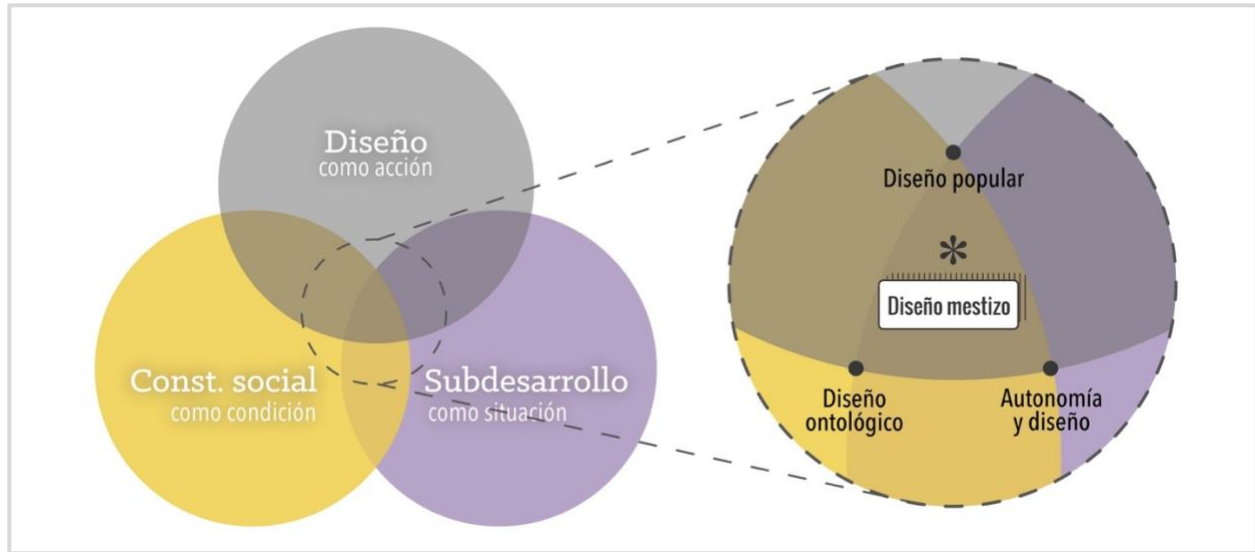 Diseño
como acción
Const. social
como condición
Subdesarrollo
como situación
Diseño popular
*
Diseño mestizo
Diseño
ontológico
Autonomía
y diseño